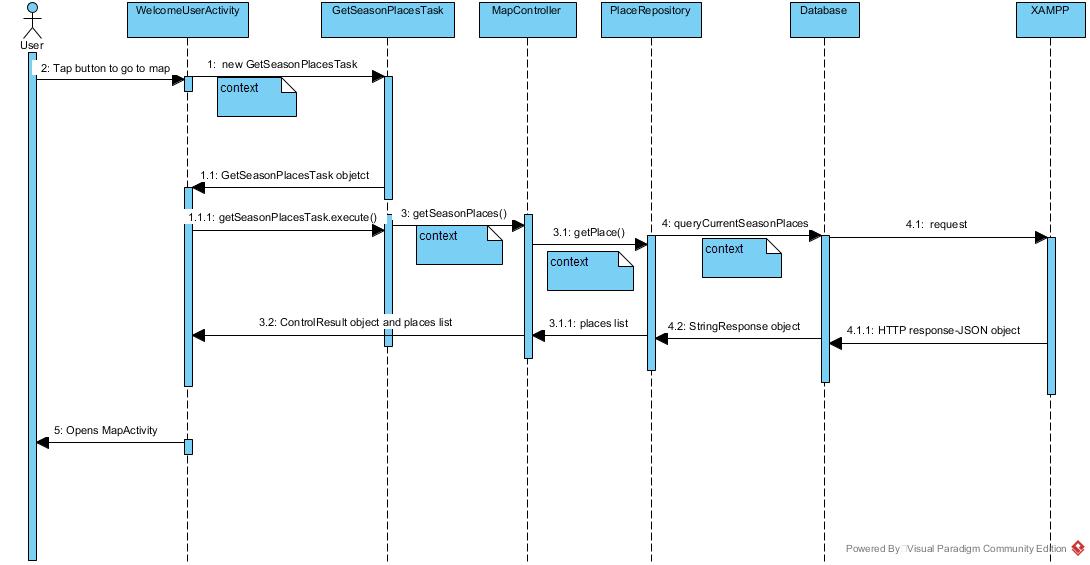 WelcomeUserActivity
GetSeasonPlacesTask
MapController
PlaceRepository
Database
XAMPP
User
2: Tap button to go to map
1:  new GetSeasonPlacesTask
context
1.1: GetSeasonPlacesTask objetct
1.1.1: getSeasonPlacesTask.execute()
3: getSeasonPlaces()
context
3.1: getPlace()
context
4: queryCurrentSeasonPlaces
context
4.1:  request
3.2: ControlResult object and places list
3.1.1: places list
4.2: StringResponse object
4.1.1: HTTP response-JSON object
5: Opens MapActivity
Powered By Visual Paradigm Community Edition